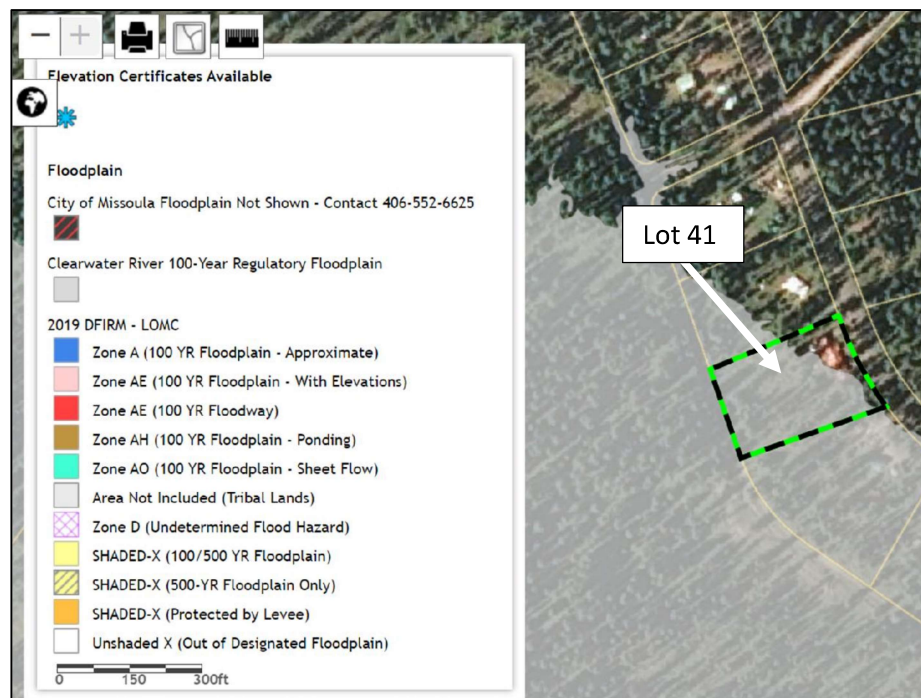 Elevation Certificates Available
Floodplain
City of Missoula Floodplain Not Shown - Contact 406-552-6625
Clearwater River 100-Year Regulatory Floodplain
2019 DFIRM - LOMC
Zone A (100 YR Floodplain - Approximate)
Zone AE (100 YR Floodplain - With Elevations)
Zone AE (100 YR Floodway)
Zone AH (100 YR Floodplain - Ponding)
Zone AO (100 YR Floodplain - Sheet Flow)
Area Not Included (Tribal Lands)
Zone D (Undetermined Flood Hazard)
SHADED-X (100/500 YR Floodplain)
SHADED-X (500-YR Floodplain Only)
SHADED-X (Protected by Levee)
Unshaded X (Out of Designated Floodplain)
0 150 300ft
Lot 41